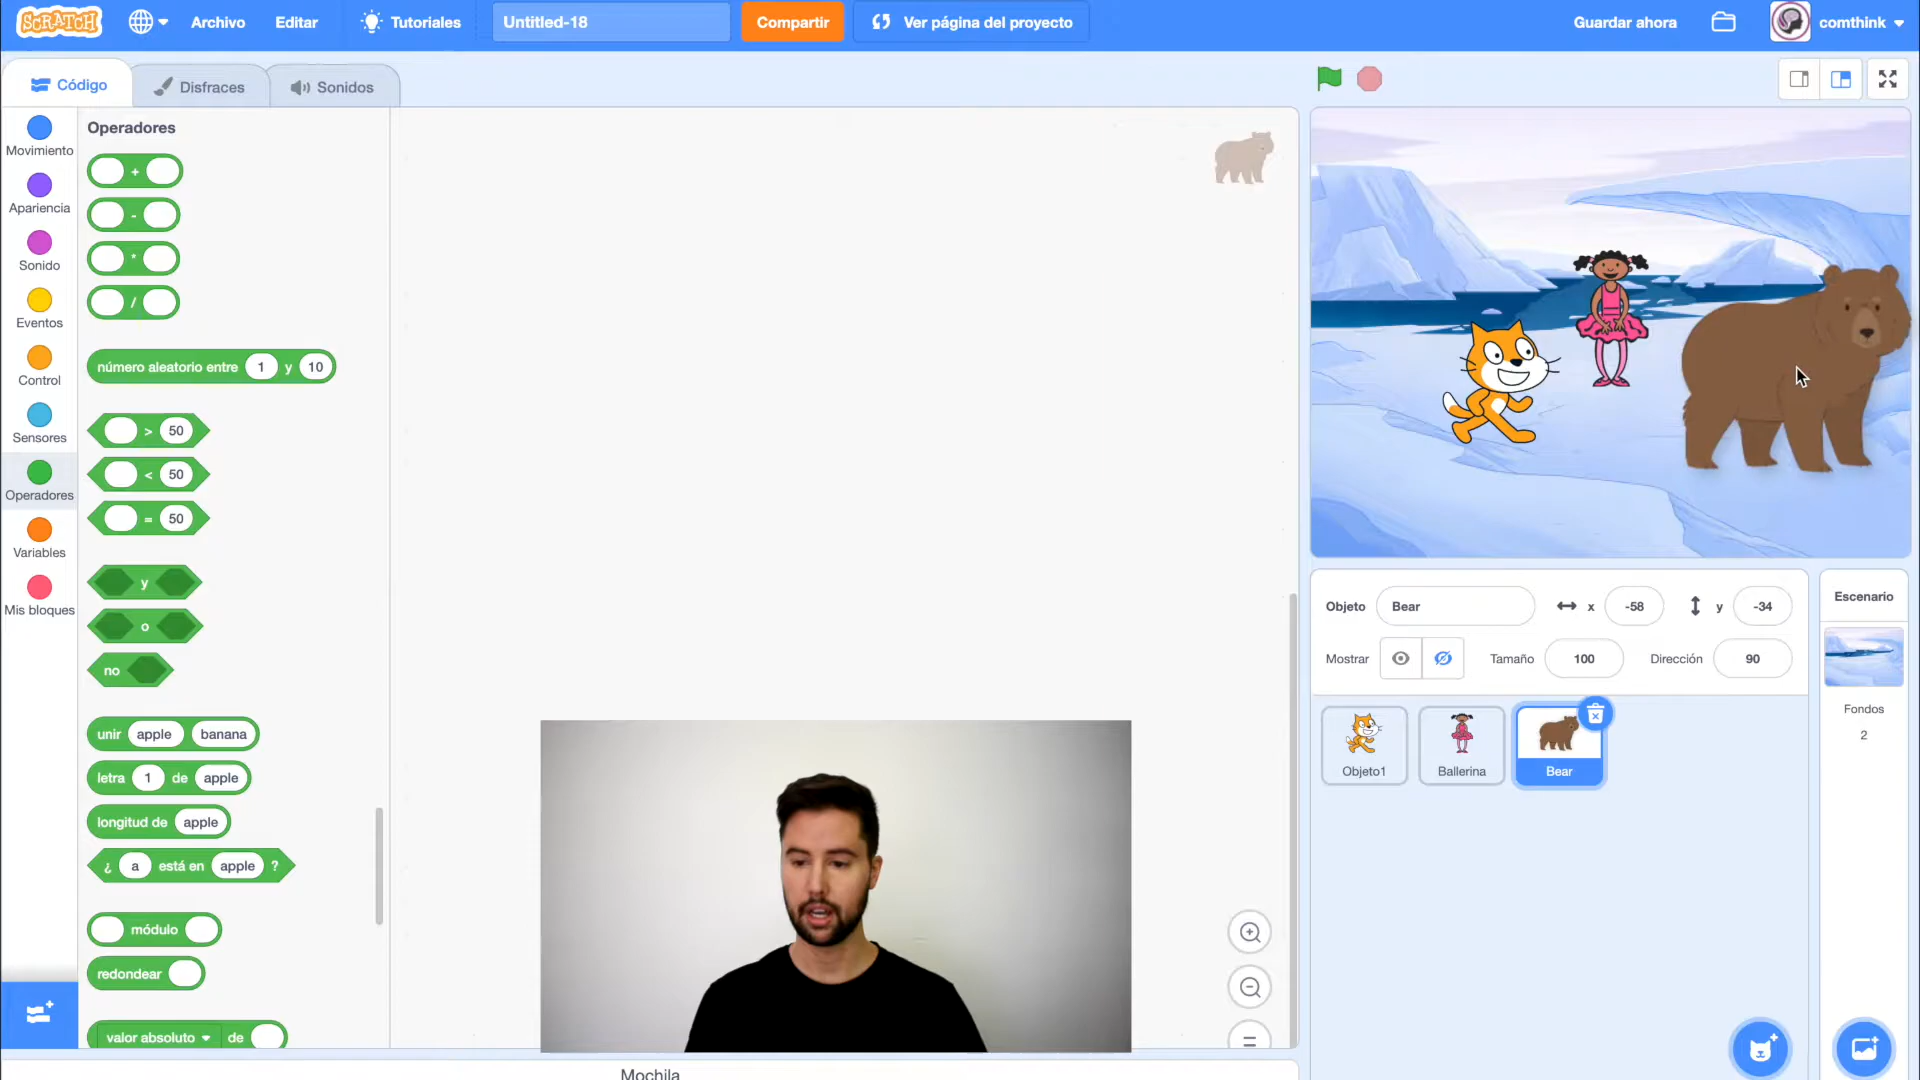 SCRATCH
Archivo
Editar
Tutoriales
Untitled-18
Compartir
Ver página del proyecto
Guardar ahora
comthink
Código
Disfraces
Sonidos
Movimiento
Apariencia
Sonido
Eventos
Control
Sensores
Operadores
Variables
Mis bloques
Operadores
+
-
*
/
número aleatorio entre 1 y 10
> 50
< 50
= 50
y
o
no
unir apple banana
letra 1 de apple
longitud de apple
¿ a está en apple ?
módulo
redondear
valor absoluto de
Mochila
Objeto Bear x -58 y -34
Mostrar Tamaño 100 Dirección 90
Objeto1
Ballerina
Bear
Escenario
Fondos
2